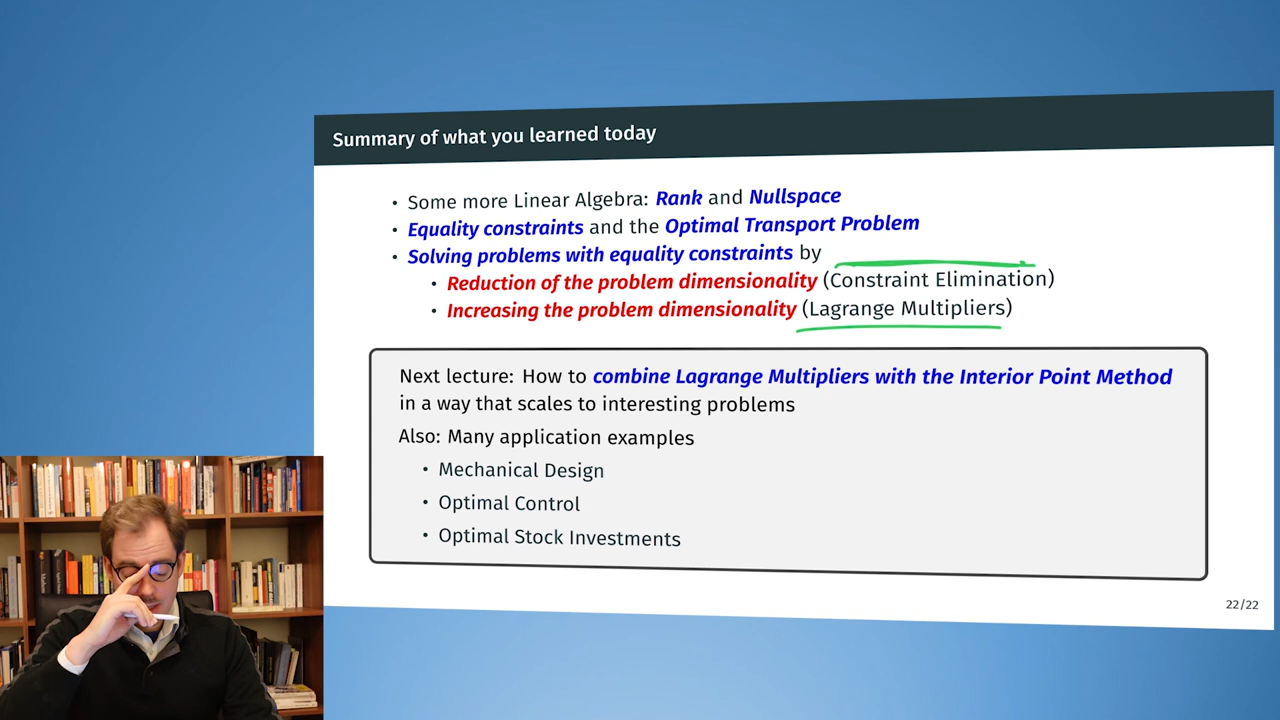 Summary of what you learned today
• Some more Linear Algebra: Rank and Nullspace
• Equality constraints and the Optimal Transport Problem
• Solving problems with equality constraints by
• Reduction of the problem dimensionality (Constraint Elimination)
• Increasing the problem dimensionality (Lagrange Multipliers)
Next lecture: How to combine Lagrange Multipliers with the Interior Point Method
in a way that scales to interesting problems
Also: Many application examples
• Mechanical Design
• Optimal Control
• Optimal Stock Investments
22/22